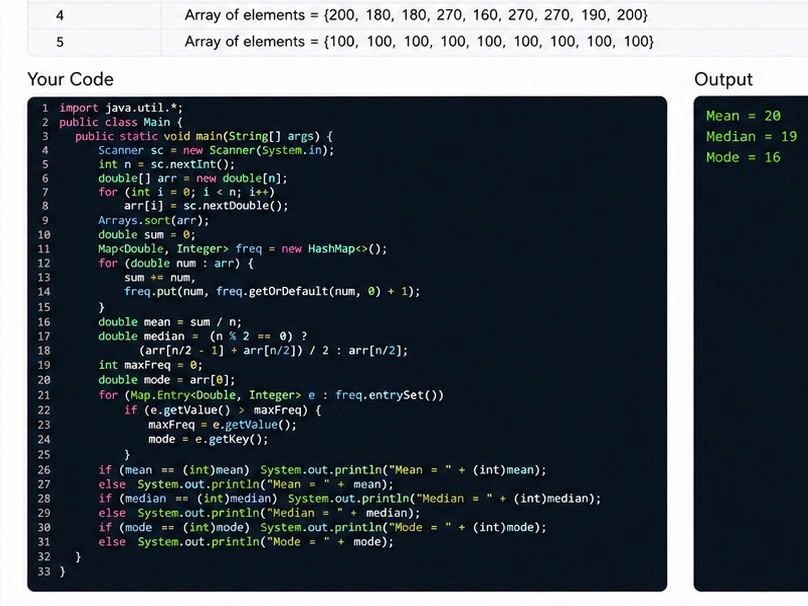 4 Array of elements = {200, 180, 180, 270, 160, 270, 270, 190, 200}
5 Array of elements = {100, 100, 100, 100, 100, 100, 100, 100, 100}
Your Code
1 import java.util.*;
2 public class Main {
3 public static void main(String[] args) {
4 Scanner sc = new Scanner(System.in);
5 int n = sc.nextInt();
6 double[] arr = new double[n];
7 for (int i = 0; i < n; i++)
8 arr[i] = sc.nextDouble();
9 Arrays.sort(arr);
10 double sum = 0;
11 Map<Double, Integer> freq = new HashMap<>();
12 for (double num : arr) {
13 sum += num,
14 freq.put(num, freq.getOrDefault(num, 0) + 1);
15 }
16 double mean = sum / n;
17 double median = (n % 2 == 0) ?
18 (arr[n/2 - 1] + arr[n/2]) / 2 : arr[n/2];
19 int maxFreq = 0;
20 double mode = arr[0];
21 for (Map.Entry<Double, Integer> e : freq.entrySet())
22 if (e.getValue() > maxFreq) {
23 maxFreq = e.getValue();
24 mode = e.getKey();
25 }
26 if (mean == (int)mean) System.out.println("Mean = " + (int)mean);
27 else System.out.println("Mean = " + mean);
28 if (median == (int)median) System.out.println("Median = " + (int)median);
29 else System.out.println("Median = " + median);
30 if (mode == (int)mode) System.out.println("Mode = " + (int)mode);
31 else System.out.println("Mode = " + mode);
32 }
33 }
Output
Mean = 20
Median = 19
Mode = 16